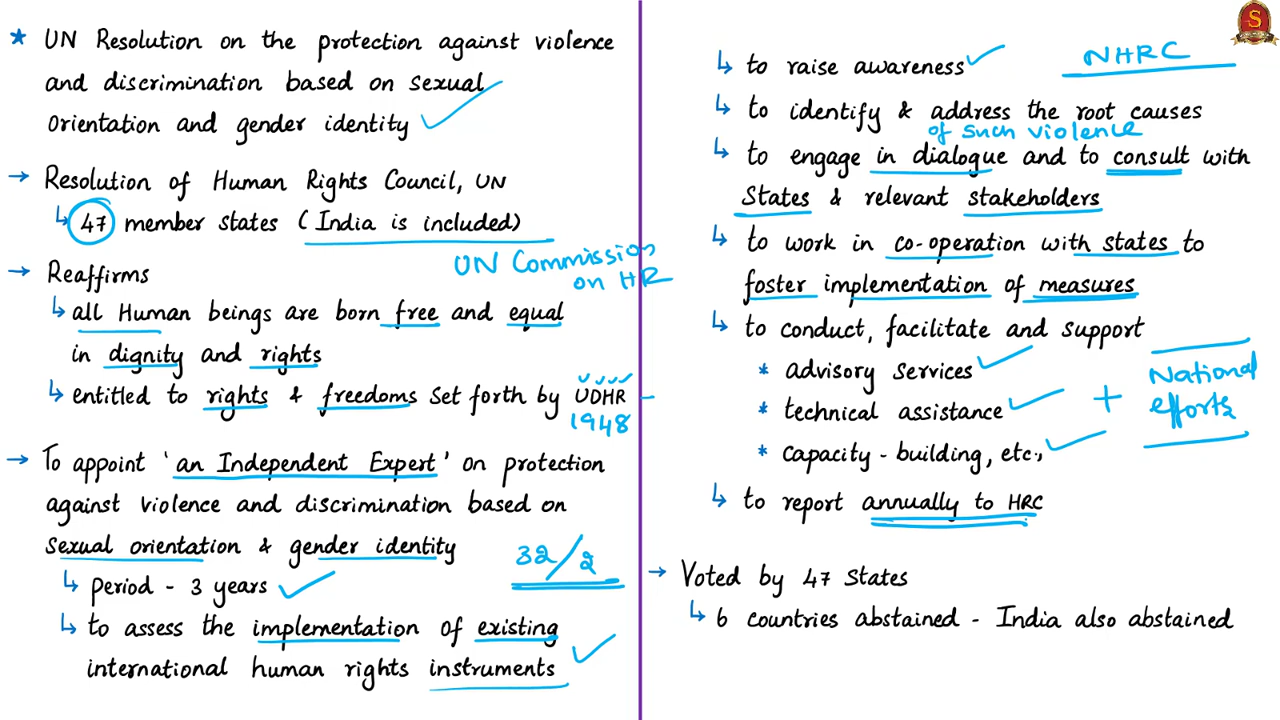 * UN Resolution on the protection against violence
and discrimination based on sexual
orientation and gender identity
→ Resolution of Human Rights Council, UN
↳ 47 member states (India is included)
UN Commission
on HR
→ Reaffirms
↳ all Human beings are born free and equal
in dignity and rights
↳ entitled to rights & freedoms set forth by UDHR -
1948
→ To appoint 'an Independent Expert' on protection
against violence and discrimination based on
sexual orientation & gender identity
32/2
↳ period - 3 years
↳ to assess the implementation of existing
international human rights instruments
S
↳ to raise awareness
NHRC
↳ to identify & address the root causes
of such violence
↳ to engage in dialogue and to consult with
States & relevant stakeholders
↳ to work in co-operation with states to
foster implementation of measures
↳ to conduct, facilitate and support
* advisory services
* technical assistance
* capacity - building, etc.,
+ National
efforts
↳ to report annually to HRC
→ Voted by 47 States
↳ 6 countries abstained - India also abstained